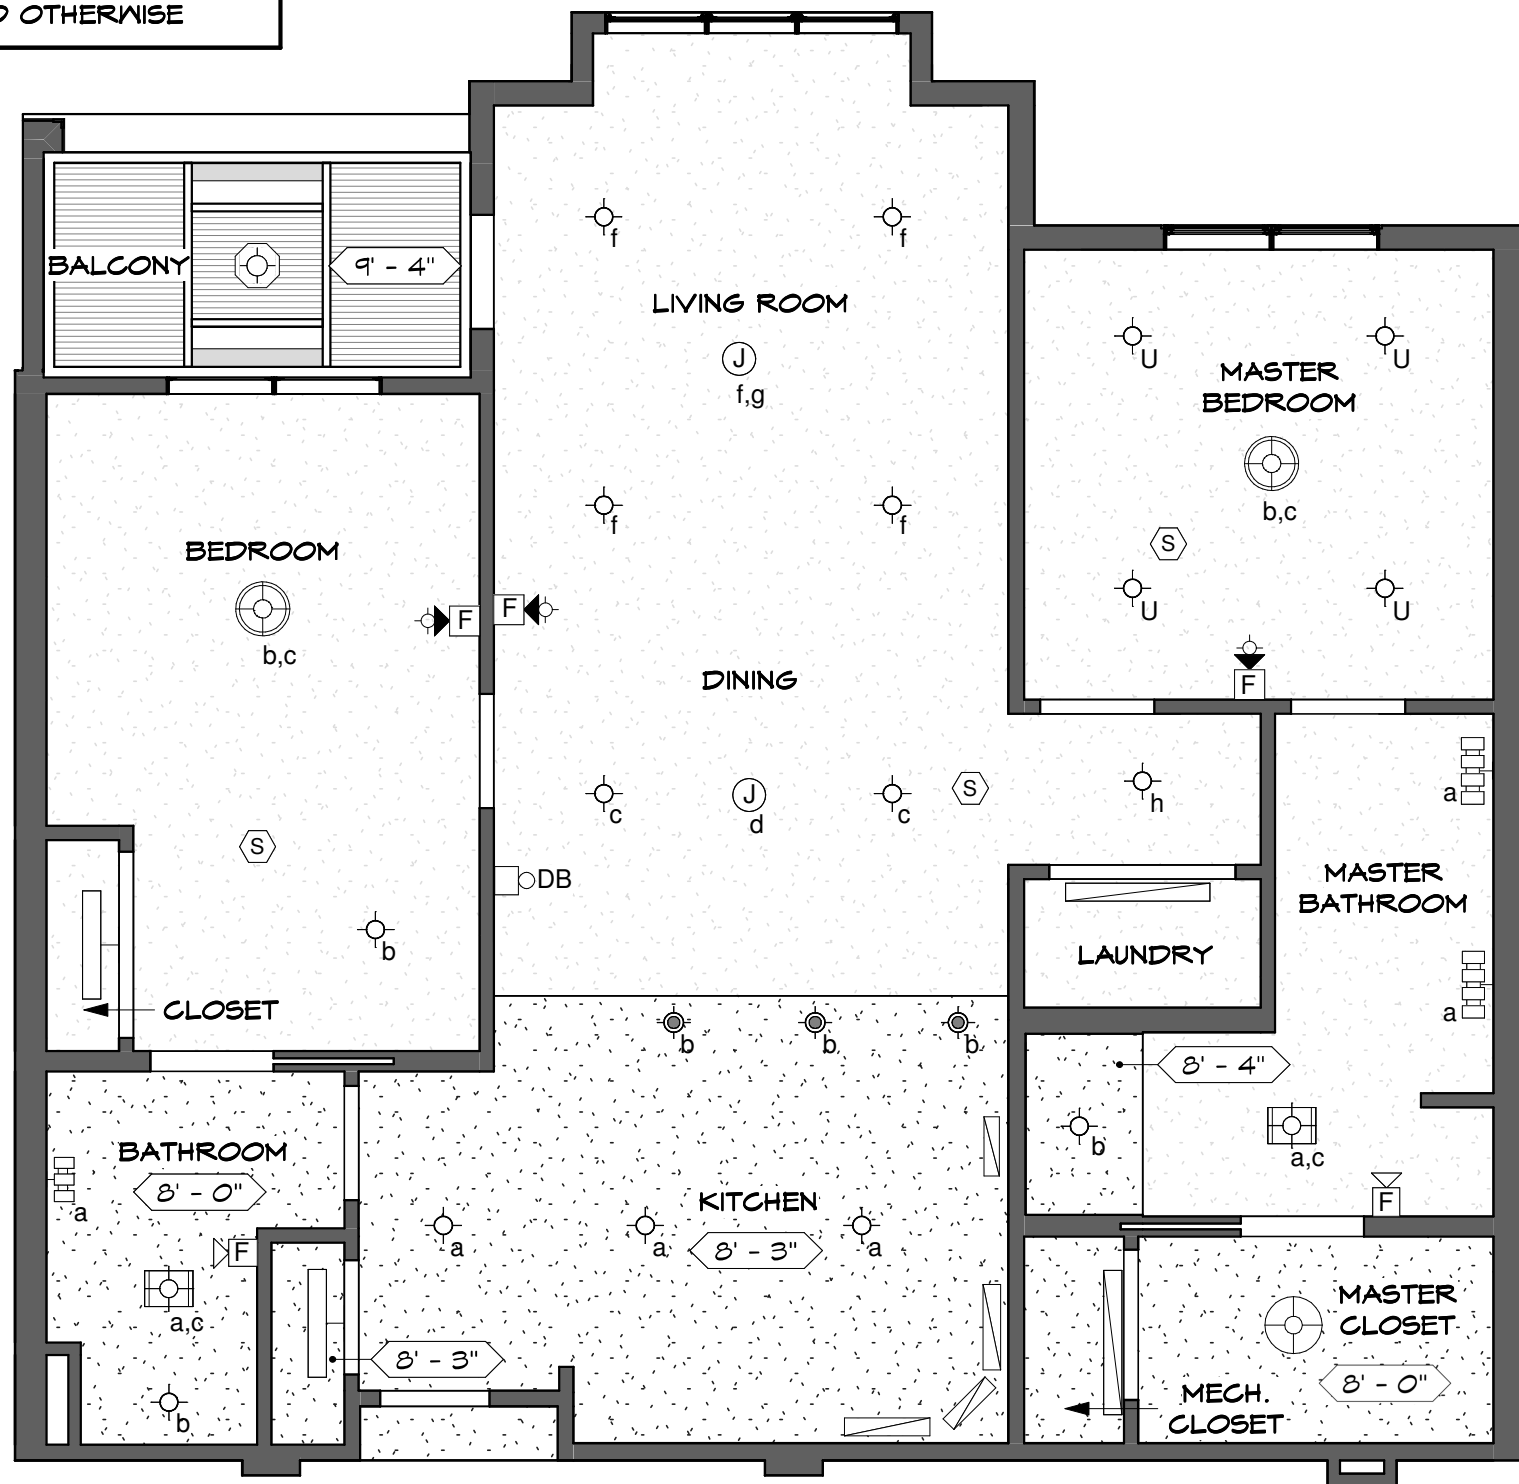 OTHERWISE
BALCONY
9' - 4"
f
f
LIVING ROOM
J
f,g
U
U
MASTER
BEDROOM
b,c
S
f
f
BEDROOM
b,c
F
F
U
U
F
DINING
c
J
d
c
S
h
a
S
DB
MASTER
BATHROOM
b
LAUNDRY
CLOSET
a
b
b
b
8' - 4"
b
a,c
BATHROOM
8' - 0"
a
F
KITCHEN
8' - 3"
a
a
a
F
a,c
8' - 3"
b
MASTER
CLOSET
8' - 0"
MECH.
CLOSET